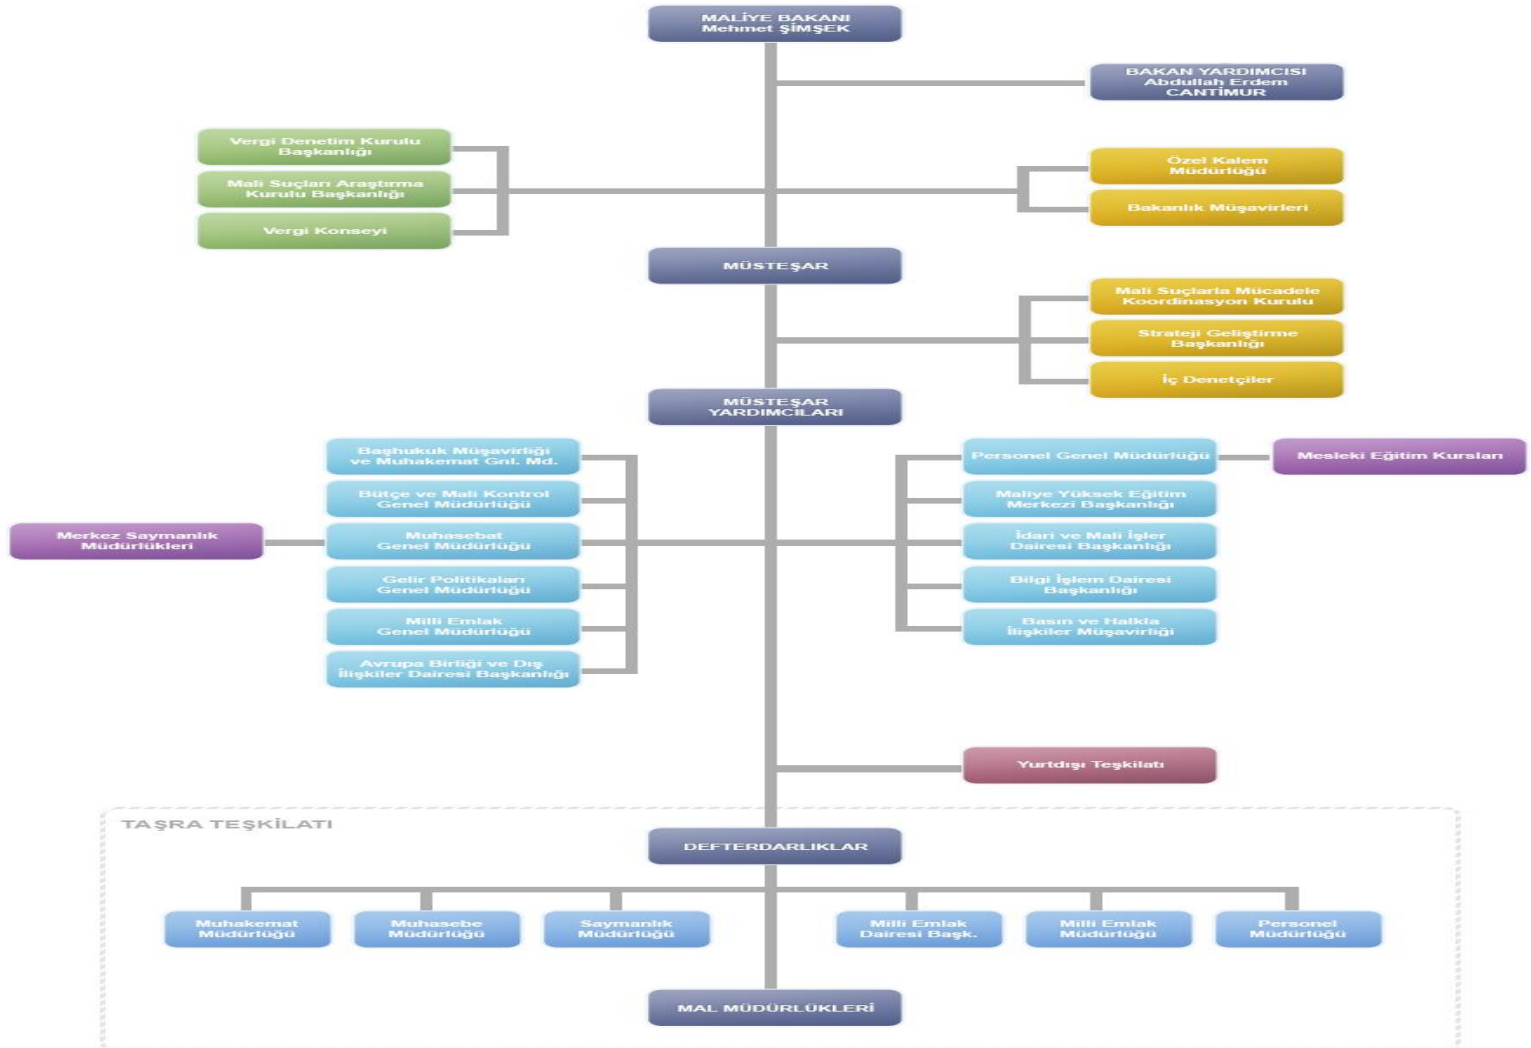 MALİYE BAKANI
Mehmet ŞİMŞEK
BAKAN YARDIMCISI
Abdullah Erdem
CANTİMUR
Vergi Denetim Kurulu
Başkanlığı
Mali Suçları Araştırma
Kurulu Başkanlığı
Vergi Konseyi
Özel Kalem
Müdürlüğü
Bakanlık Müşavirleri
MÜSTEŞAR
Mali Suçlarla Mücadele
Koordinasyon Kurulu
Strateji Geliştirme
Başkanlığı
İç Denetçiler
MÜSTEŞAR
YARDIMCILARI
Başhukuk Müşavirliği
ve Muhakemat Gnl. Md.
Bütçe ve Mali Kontrol
Genel Müdürlüğü
Muhasebat
Genel Müdürlüğü
Gelir Politikaları
Genel Müdürlüğü
Milli Emlak
Genel Müdürlüğü
Avrupa Birliği ve Dış
İlişkiler Dairesi Başkanlığı
Merkez Saymanlık
Müdürlükleri
Personel Genel Müdürlüğü
Maliye Yüksek Eğitim
Merkezi Başkanlığı
İdari ve Mali İşler
Dairesi Başkanlığı
Bilgi İşlem Dairesi
Başkanlığı
Basın ve Halkla
İlişkiler Müşavirliği
Mesleki Eğitim Kursları
Yurtdışı Teşkilatı
TAŞRA TEŞKİLATI
DEFTERDARLIKLAR
Muhakemat
Müdürlüğü
Muhasebe
Müdürlüğü
Saymanlık
Müdürlüğü
Milli Emlak
Dairesi Başk.
Milli Emlak
Müdürlüğü
Personel
Müdürlüğü
MAL MÜDÜRLÜKLERİ